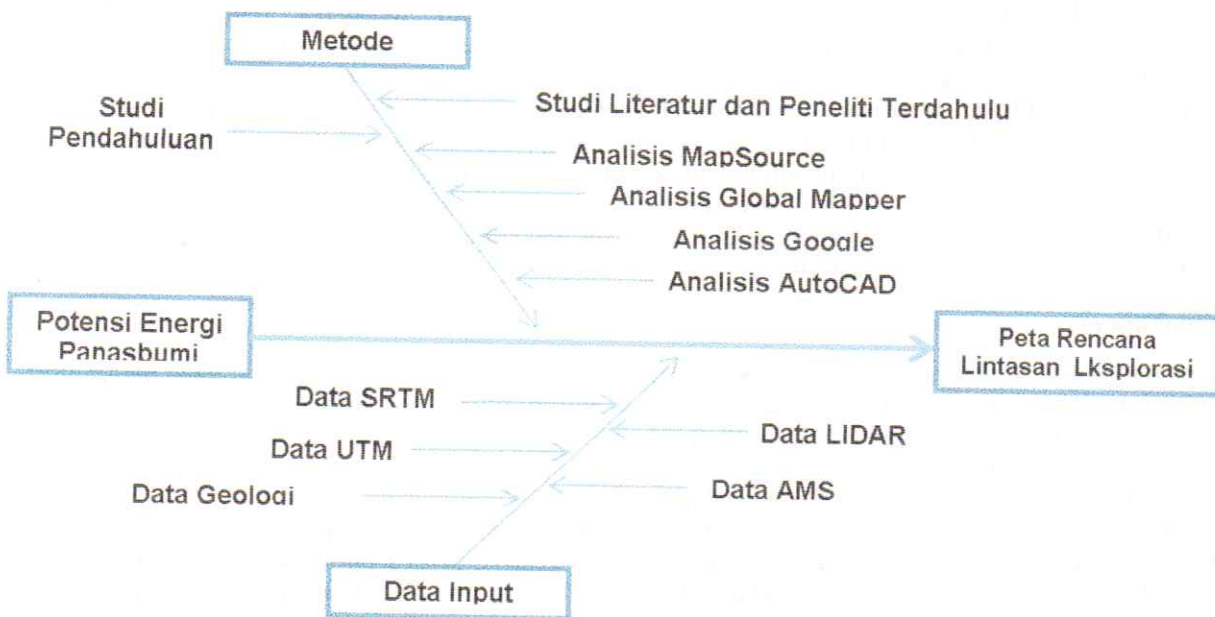 Metode
Studi
Pendahuluan
Studi Literatur dan Peneliti Terdahulu
Analisis MapSource
Analisis Global Mapper
Analisis Google
Analisis AutoCAD
Potensi Energi
Panasbumi
Peta Rencana
Lintasan Lksplorasi
Data SRTM
Data LIDAR
Data UTM
Data AMS
Data Geologi
Data Input